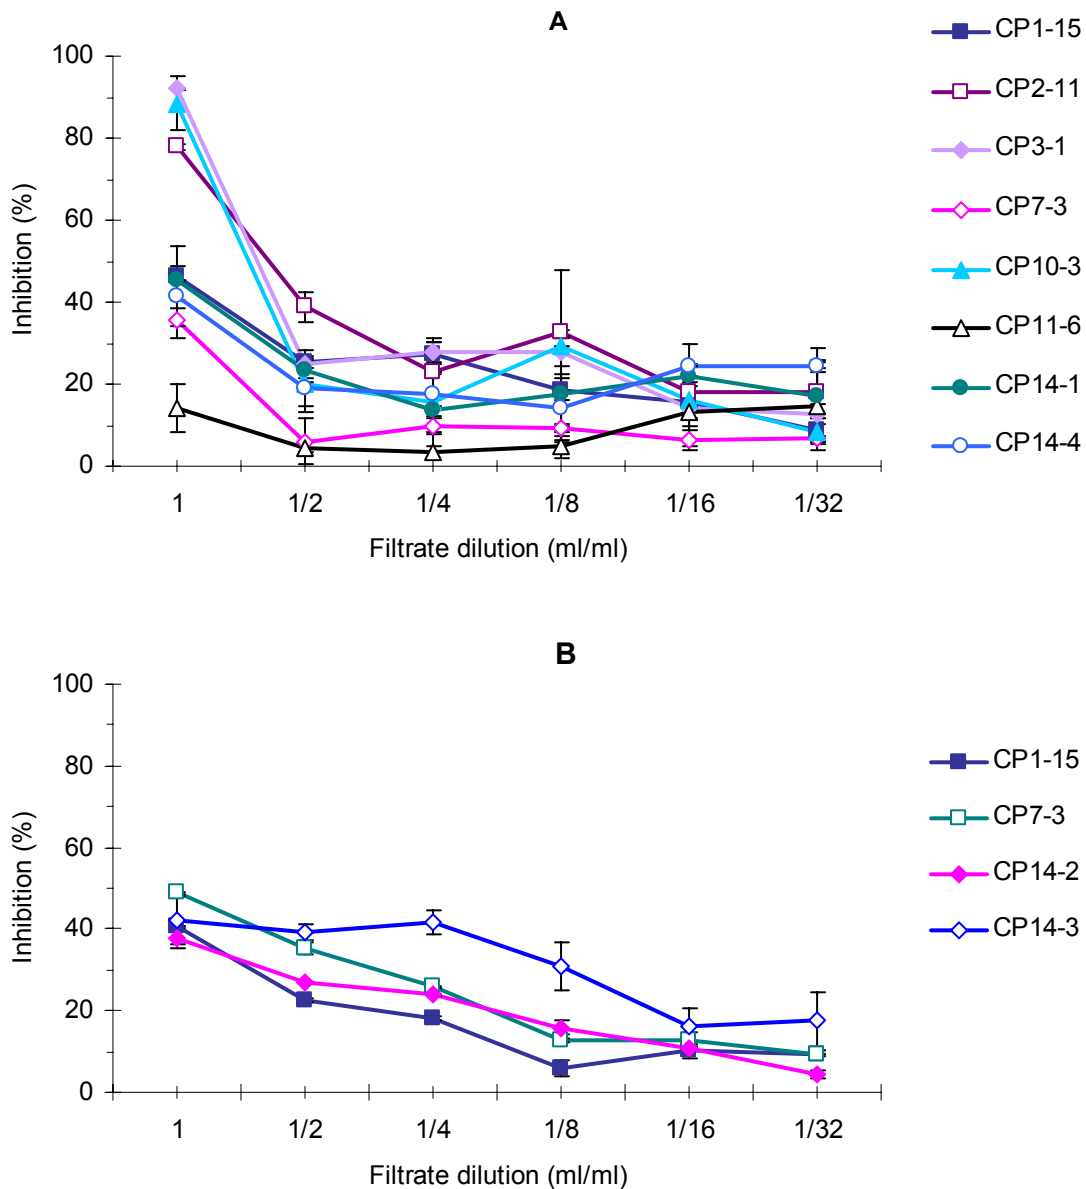 A
100
80
60
40
20
0
Inhibition (%)
1 1/2 1/4 1/8 1/16 1/32
Filtrate dilution (ml/ml)
CP1-15
CP2-11
CP3-1
CP7-3
CP10-3
CP11-6
CP14-1
CP14-4
B
100
80
60
40
20
0
Inhibition (%)
1 1/2 1/4 1/8 1/16 1/32
Filtrate dilution (ml/ml)
CP1-15
CP7-3
CP14-2
CP14-3